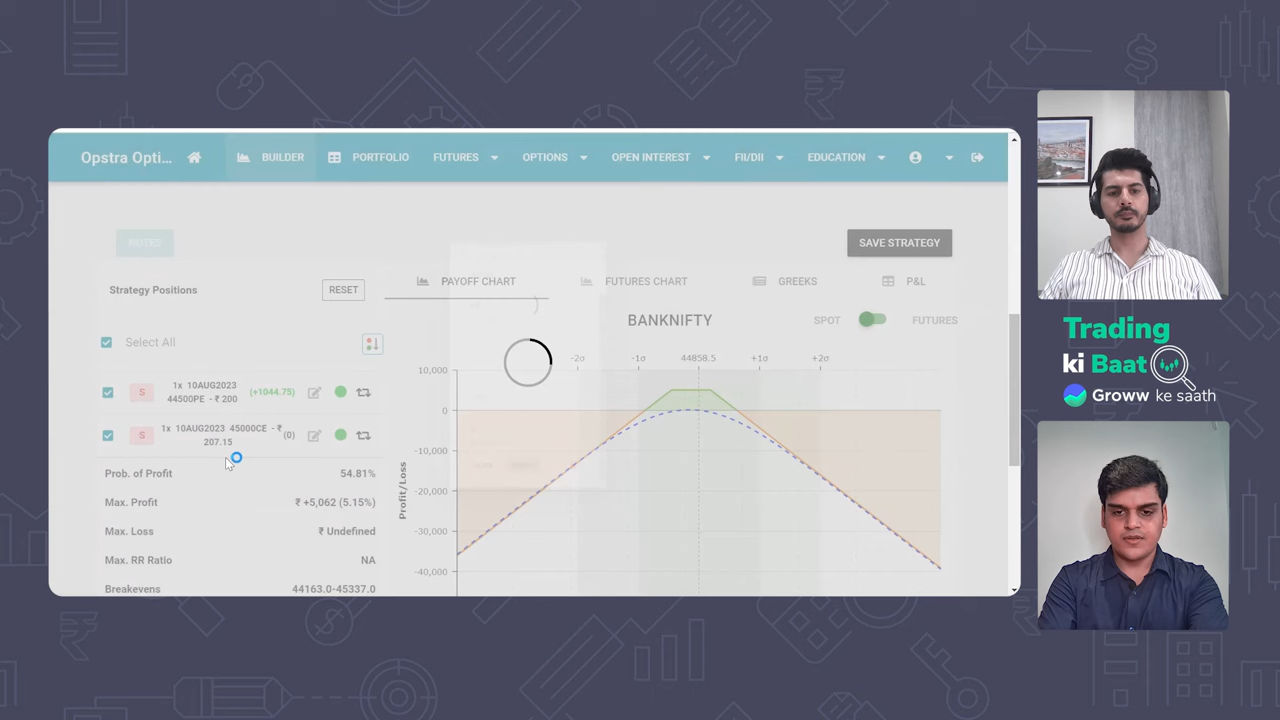 Opstra Opti...
BUILDER
PORTFOLIO
FUTURES
OPTIONS
OPEN INTEREST
FII/DII
EDUCATION
SAVE STRATEGY
Strategy Positions
RESET
PAYOFF CHART
FUTURES CHART
GREEKS
P&L
BANKNIFTY
SPOT
FUTURES
Select All
-2σ
-1σ
44858.5
+1σ
+2σ
S
1x 10AUG2023
44500PE - ₹ 200
(+1044.75)
S
1x 10AUG2023 45000CE - ₹
207.15
(0)
Prob. of Profit
54.81%
Max. Profit
₹ +5,062 (5.15%)
Max. Loss
₹ Undefined
Max. RR Ratio
NA
Breakevens
44163.0-45337.0
Profit/Loss
10,000
0
-10,000
-20,000
-30,000
-40,000
Trading
ki Baat
Groww ke saath